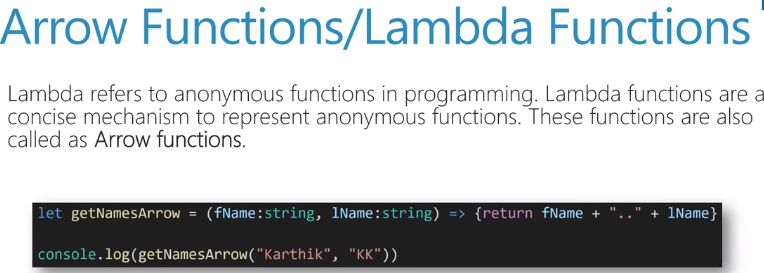 Arrow Functions/Lambda Functions
Lambda refers to anonymous functions in programming. Lambda functions are a
concise mechanism to represent anonymous functions. These functions are also
called as Arrow functions.
let getNamesArrow = (fName:string, lName:string) => {return fName + ".." + lName}
console.log(getNamesArrow("Karthik", "KK"))